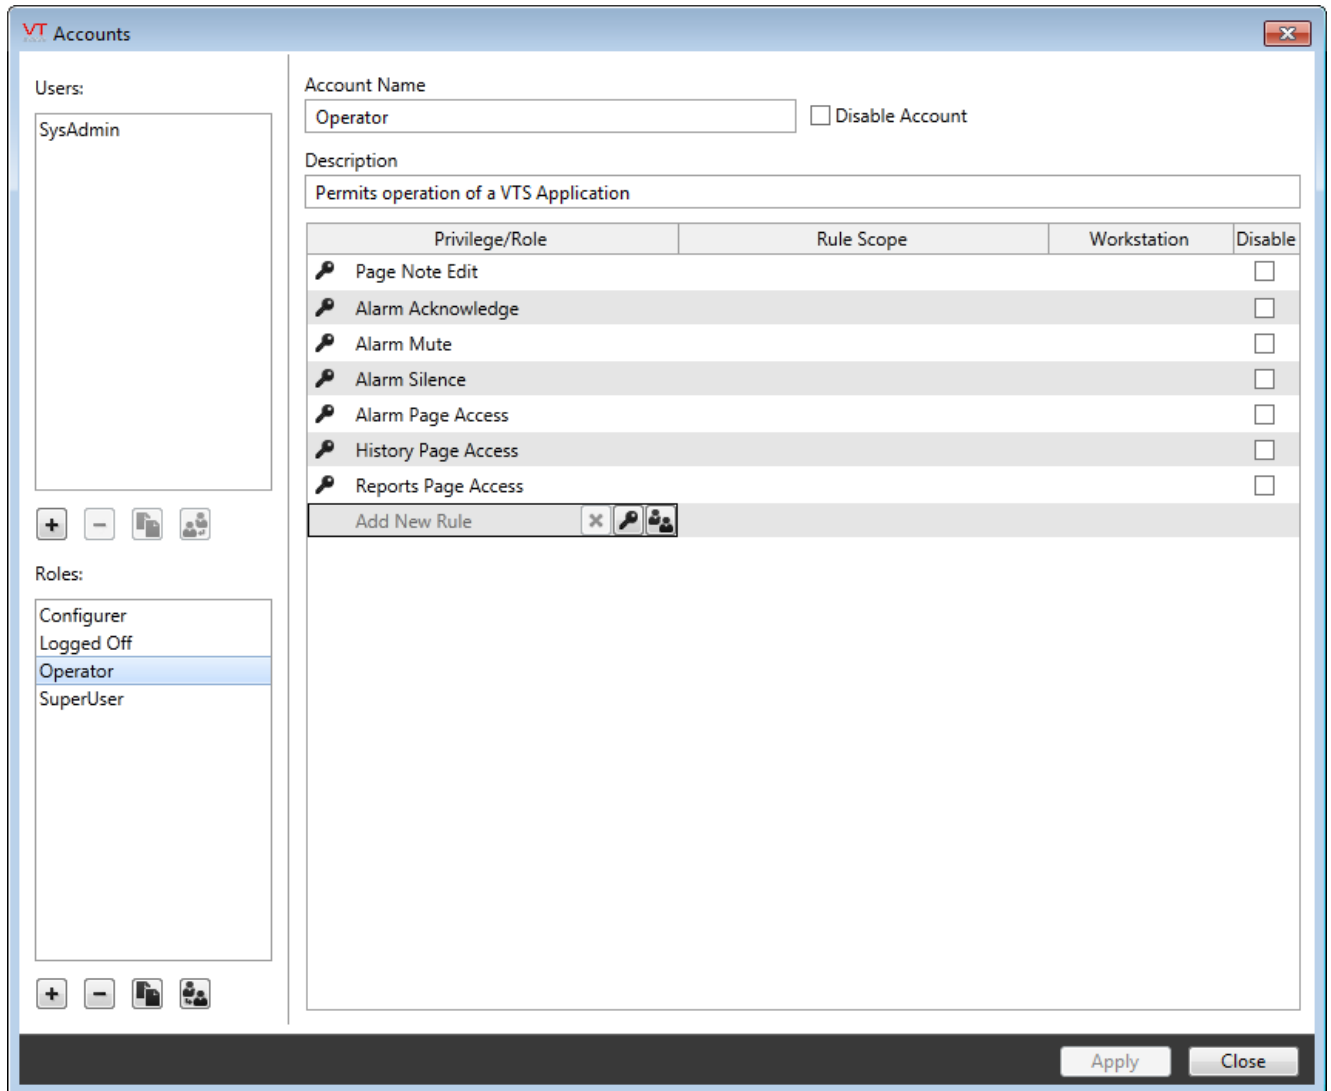 VT Accounts
Users:
SysAdmin
Roles:
Configurer
Logged Off
Operator
SuperUser
Account Name
Operator
Disable Account
Description
Permits operation of a VTS Application
Privilege/Role Rule Scope Workstation Disable
Page Note Edit
Alarm Acknowledge
Alarm Mute
Alarm Silence
Alarm Page Access
History Page Access
Reports Page Access
Add New Rule
Apply Close